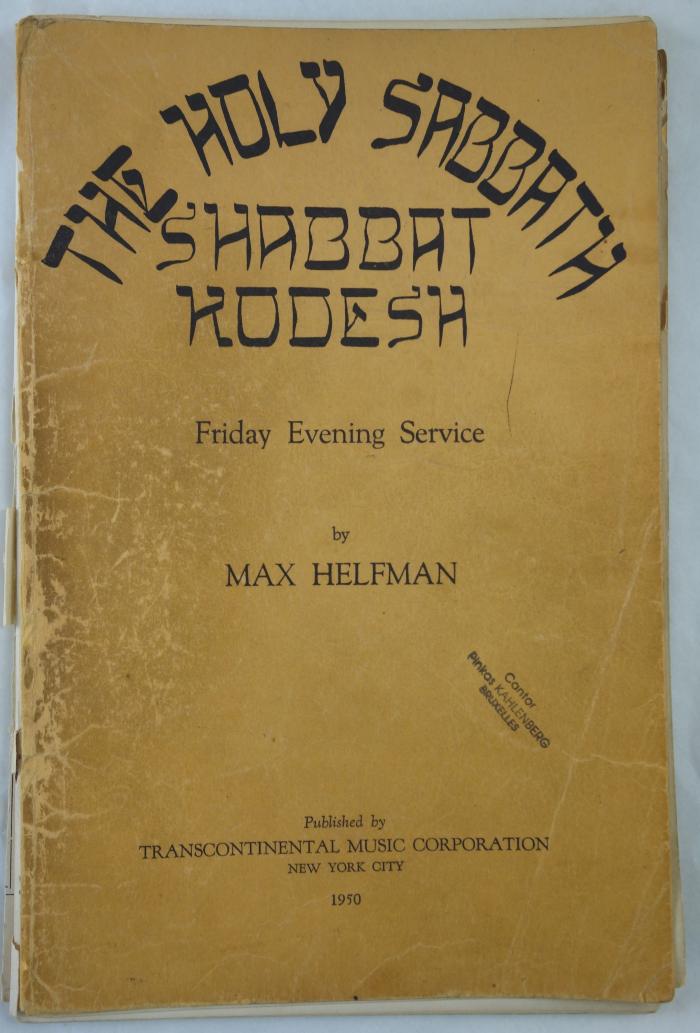 THE HOLY SABBATH
SHABBAT
KODESH
Friday Evening Service
by
MAX HELFMAN
Cantor
Pinkas KAHLENBERG
BRUXELLES
Published by
TRANSCONTINENTAL MUSIC CORPORATION
NEW YORK CITY
1950